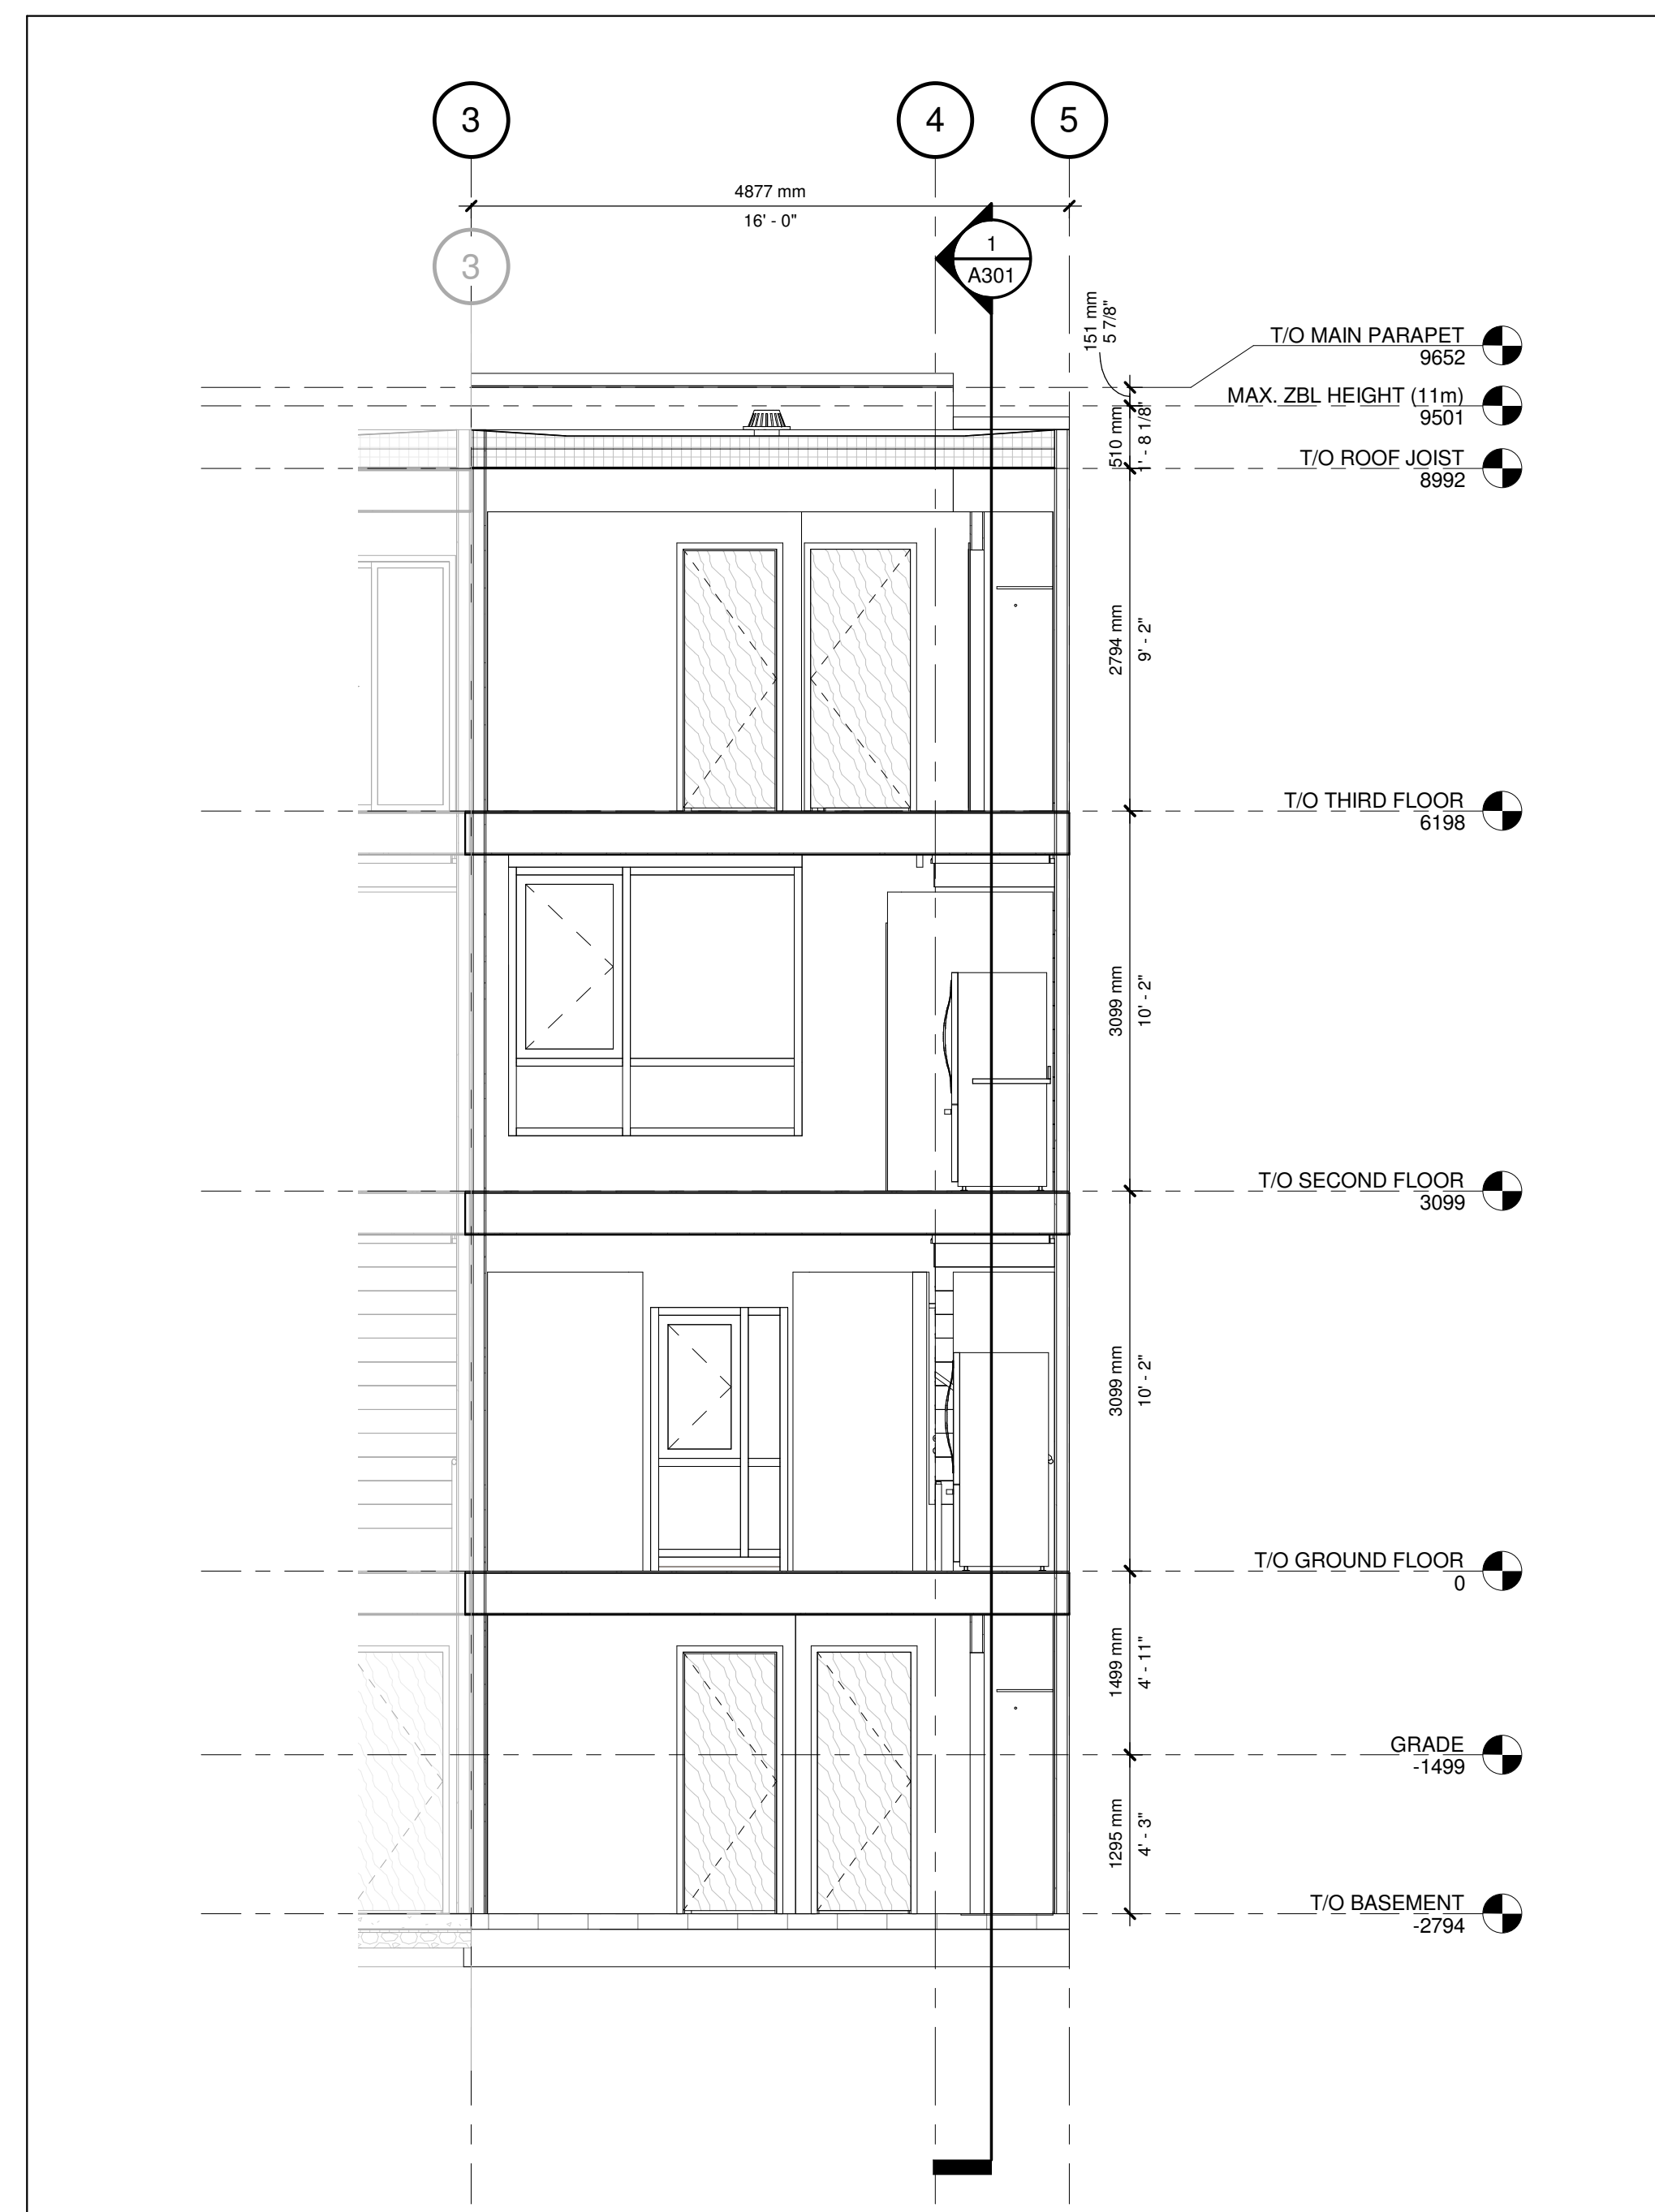 3
4
5
4877 mm
16' - 0"
3
1
A301
151 mm
5 7/8"
T/O MAIN PARAPET
9652
MAX. ZBL HEIGHT (11m)
9501
510 mm
1' - 8 1/8"
T/O ROOF JOIST
8992
2794 mm
9' - 2"
T/O THIRD FLOOR
6198
3099 mm
10' - 2"
T/O SECOND FLOOR
3099
3099 mm
10' - 2"
T/O GROUND FLOOR
0
1499 mm
4' - 11"
GRADE
-1499
1295 mm
4' - 3"
T/O BASEMENT
-2794